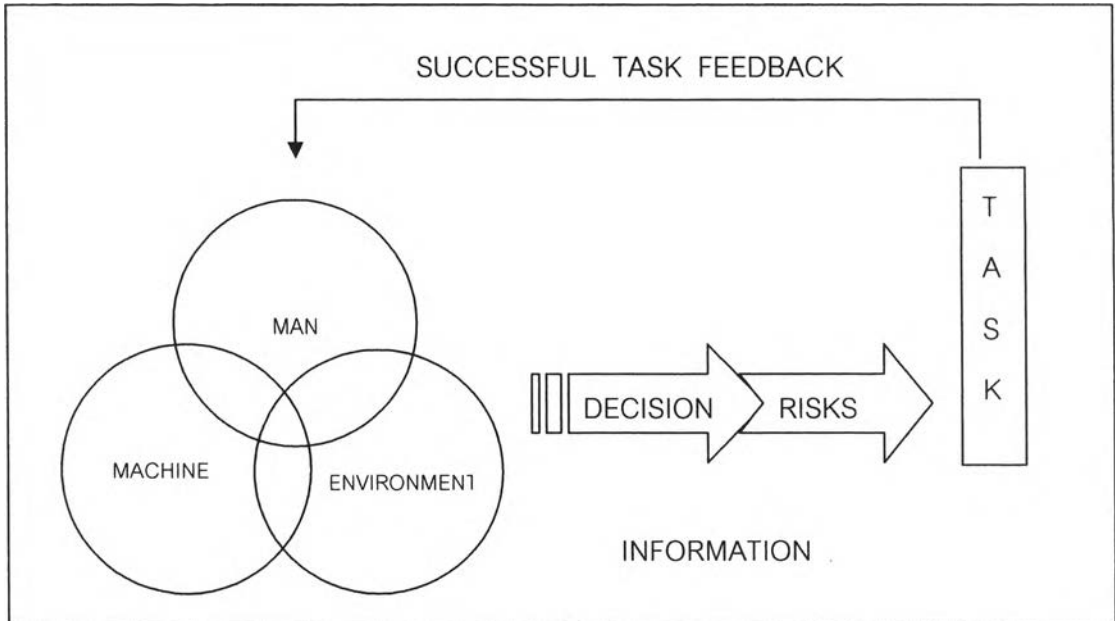 SUCCESSFUL TASK FEEDBACK
MAN
MACHINE
ENVIRONMENT
DECISION
RISKS
T
A
S
K
INFORMATION